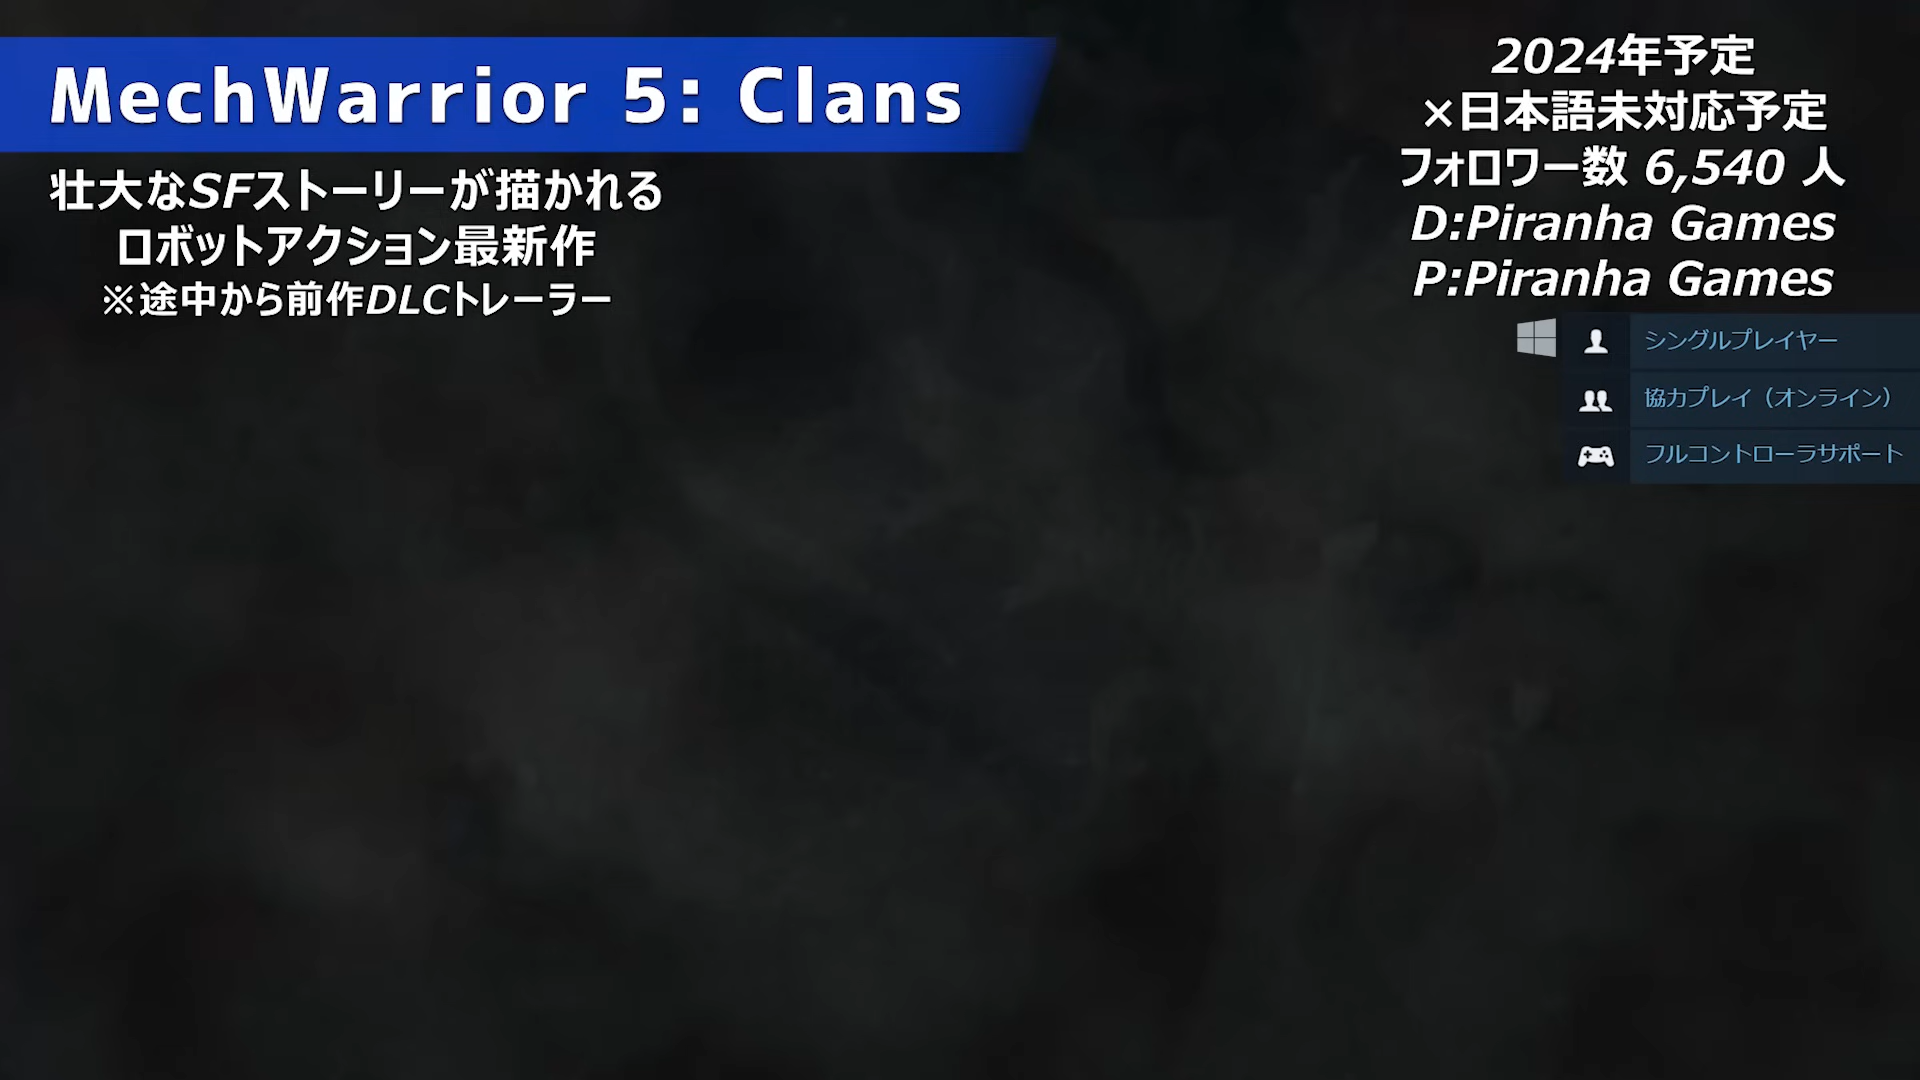 MechWarrior 5: Clans
壮大なSFストーリーが描かれる
ロボットアクション最新作
※途中から前作DLCトレーラー
2024年予定
×日本語未対応予定
フォロワー数 6,540 人
D:Piranha Games
P:Piranha Games
シングルプレイヤー
協力プレイ（オンライン）
フルコントローラサポート